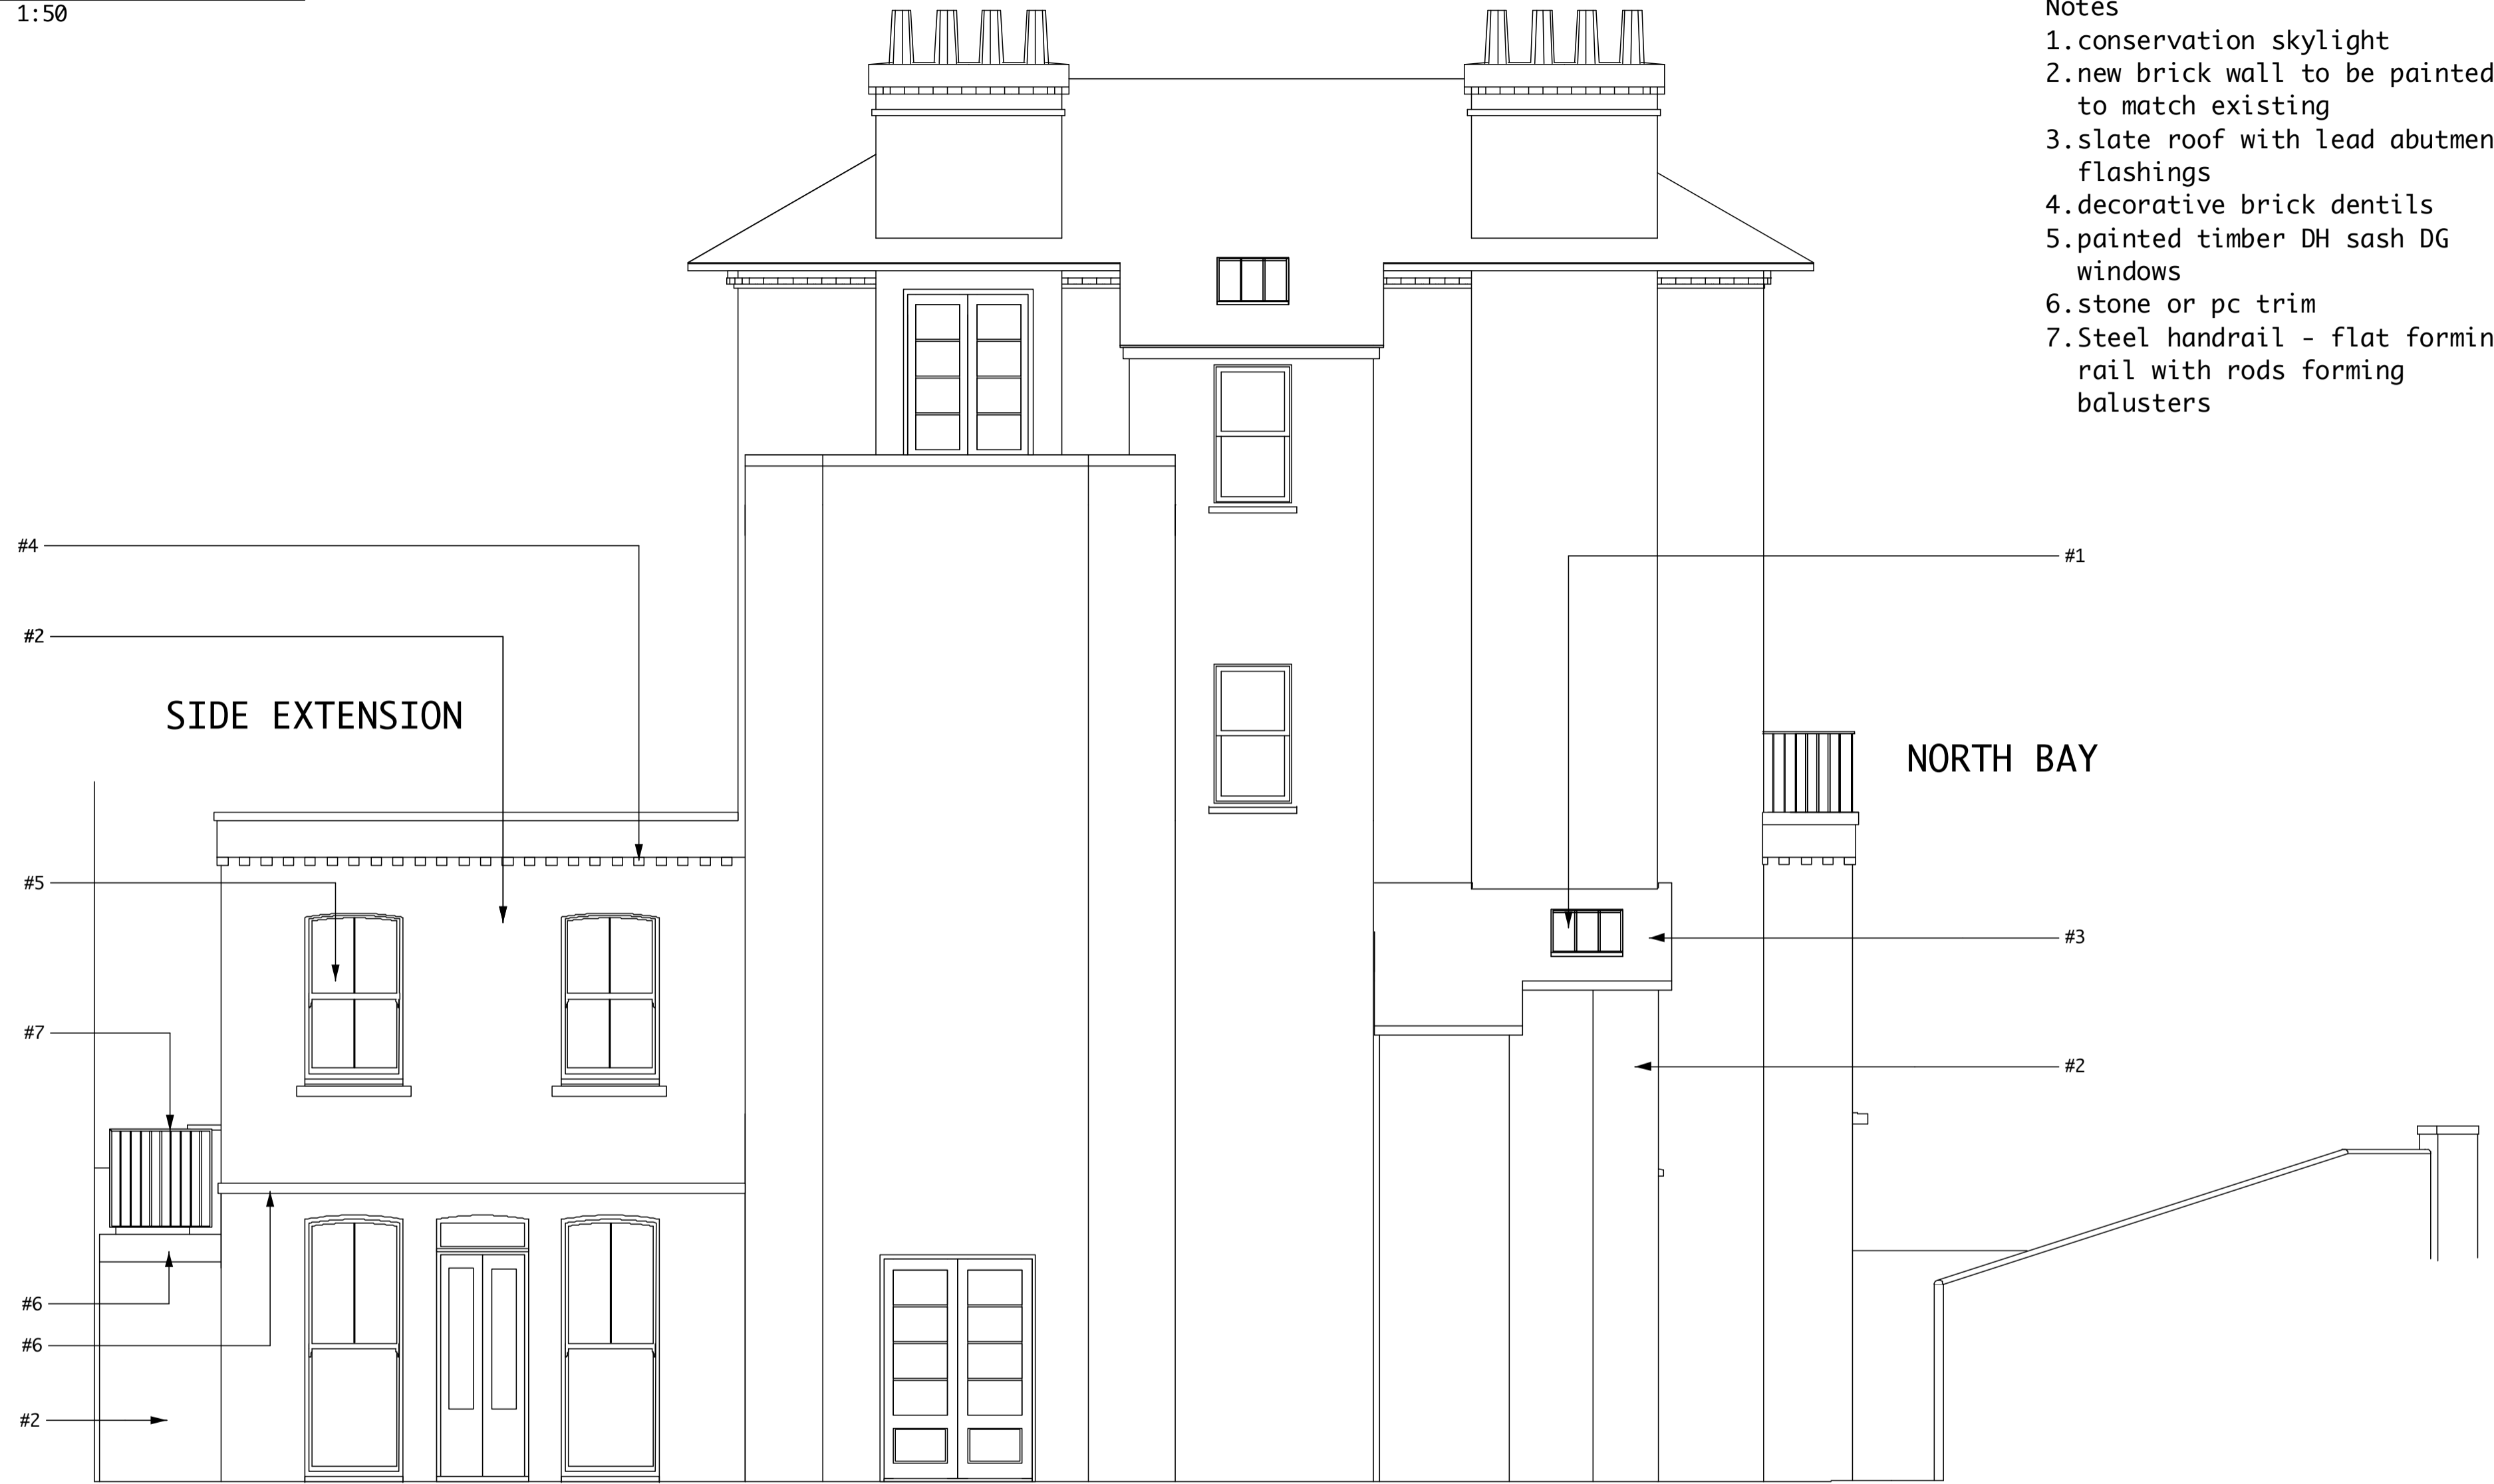 1:50
Notes
1.conservation skylight
2.new brick wall to be painted
to match existing
3.slate roof with lead abutmen
flashings
4.decorative brick dentils
5.painted timber DH sash DG
windows
6.stone or pc trim
7.Steel handrail - flat formin
rail with rods forming
balusters
#4
#1
#2
SIDE EXTENSION
NORTH BAY
#5
#3
#7
#2
#6
#6
#2